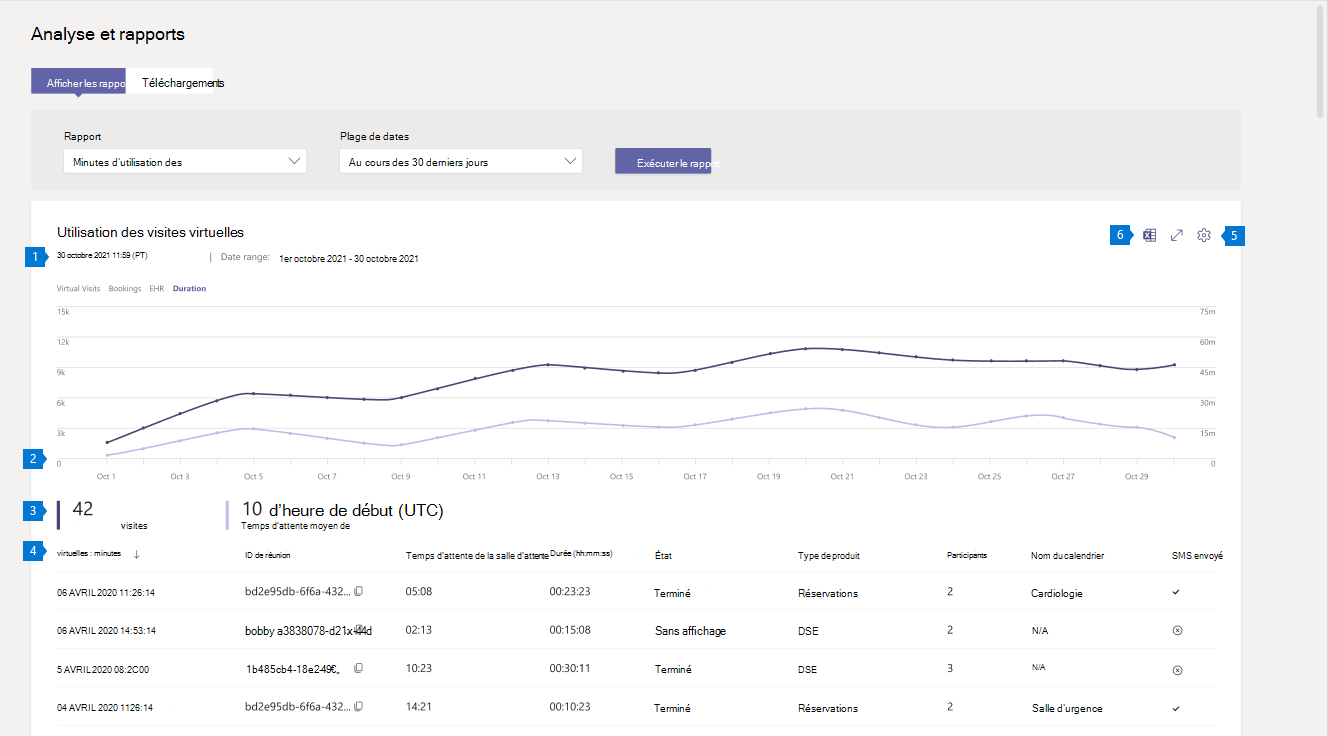 Analyse et rapports
Afficher les rappo Téléchargements
Rapport Plage de dates
Minutes d'utilisation des Au cours des 30 derniers jours Exécuter le rappor
Utilisation des visites virtuelles
6 5
1 30 octobre 2021 11:59 (PT) | Date range: 1er octobre 2021 - 30 octobre 2021
Virtual Visits Bookings EHR Duration
15k 75m
12k 60m
9k 45m
6k 30m
3k 15m
2 0 0
Oct 1 Oct 3 Oct 5 Oct 7 Oct 9 Oct 11 Oct 13 Oct 15 Oct 17 Oct 19 Oct 21 Oct 23 Oct 25 Oct 27 Oct 29
3 42 10 d'heure de début (UTC)
visites Temps d'attente moyen de
4 virtuelles : minutes ID de réunion Temps d'attente de la salle d'attente Durée (hh:mm:ss) État Type de produit Participants Nom du calendrier SMS envoyé
06 AVRIL 2020 11:26:14 bd2e95db-6f6a-432... 05:08 00:23:23 Terminé Réservations 2 Cardiologie
06 AVRIL 2020 14:53:14 bobby a3838078-d21x-44d 02:13 00:15:08 Sans affichage DSE 2 N/A
5 AVRIL 2020 08:2C00 1b485cb4-18e2-49€. 10:23 00:30:11 Terminé DSE 3 N/A
04 AVRIL 2020 1126:14 bd2e95db-6f6a-432... 14:21 00:10:23 Terminé Réservations 2 Salle d'urgence